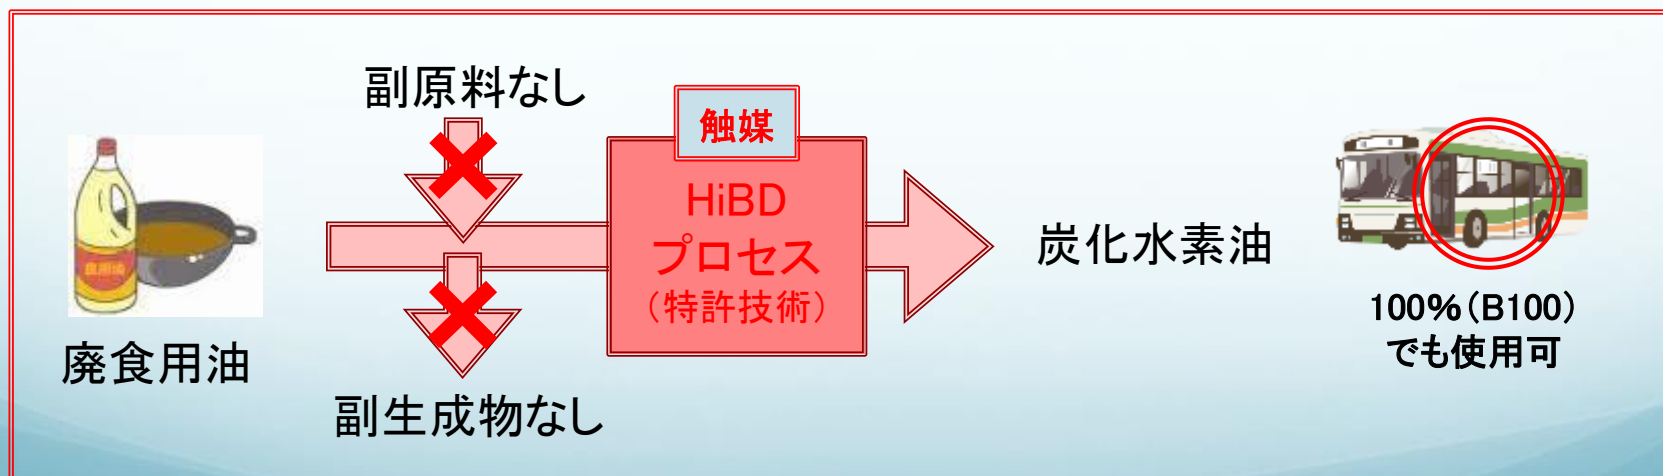 副原料なし
触媒
HiBD
プロセス
（特許技術）
廃食用油
副生成物なし
炭化水素油
100％（B100）
でも使用可